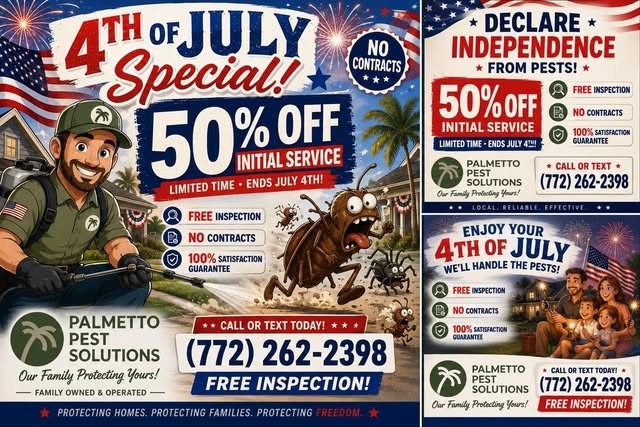 4TH OF JULY
Special!
NO
CONTRACTS
50% OFF
INITIAL SERVICE
LIMITED TIME • ENDS JULY 4TH!
FREE INSPECTION
NO CONTRACTS
100% SATISFACTION
GUARANTEE
PALMETTO
PEST
SOLUTIONS
Our Family Protecting Yours!
FAMILY OWNED & OPERATED
CALL OR TEXT TODAY!
(772) 262-2398
FREE INSPECTION!
PROTECTING HOMES. PROTECTING FAMILIES. PROTECTING FREEDOM.
DECLARE
INDEPENDENCE
FROM PESTS!
50% OFF
INITIAL SERVICE
LIMITED TIME • ENDS JULY 4TH!
FREE INSPECTION
NO CONTRACTS
100% SATISFACTION
GUARANTEE
PALMETTO
PEST
SOLUTIONS
Our Family Protecting Yours!
CALL OR TEXT
(772) 262-2398
LOCAL. RELIABLE. EFFECTIVE.
ENJOY YOUR
4TH OF JULY
WE'LL HANDLE THE PESTS!
FREE INSPECTION
NO CONTRACTS
100% SATISFACTION
GUARANTEE
PALMETTO
PEST
SOLUTIONS
Our Family Protecting Yours!
CALL OR TEXT TODAY!
(772) 262-2398
FREE INSPECTION!